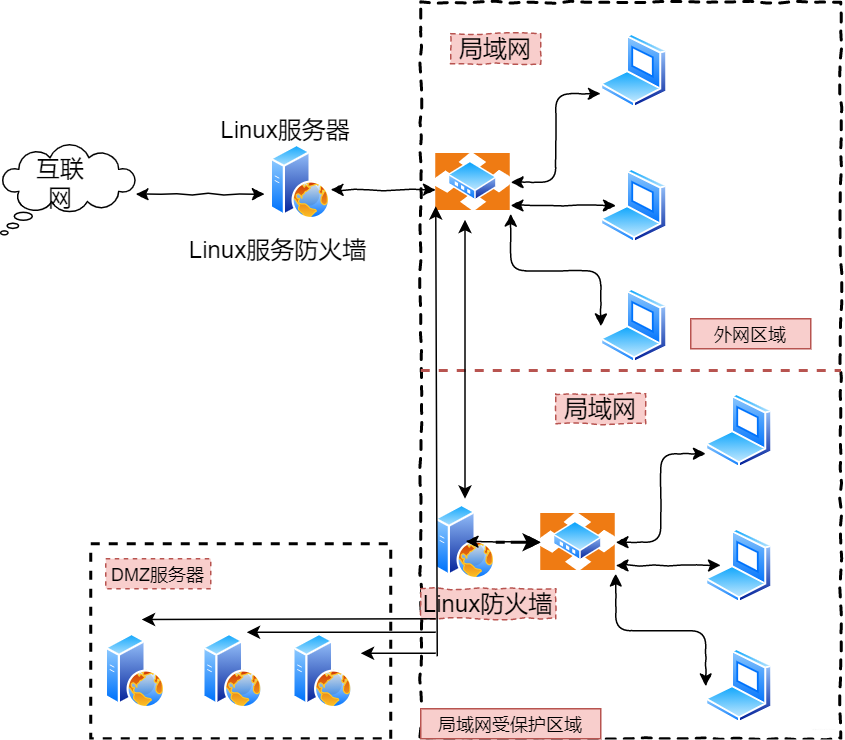 局域网
Linux服务器
互联
网
Linux服务防火墙
外网区域
局域网
DMZ服务器
Linux防火墙
局域网受保护区域